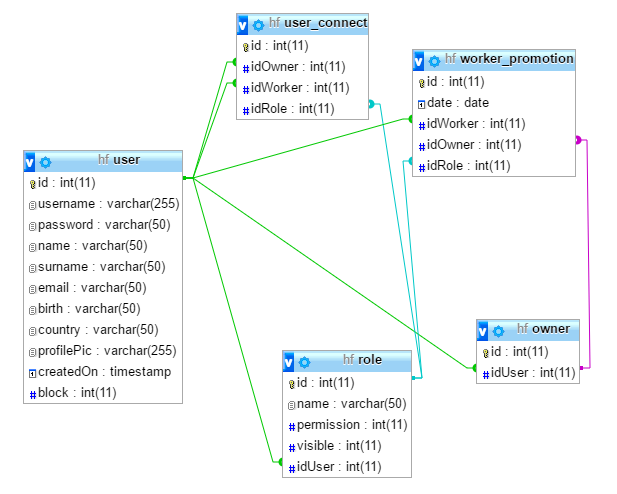 hf user_connect
id : int(11)
idOwner : int(11)
idWorker : int(11)
idRole : int(11)
hf worker_promotion
id : int(11)
date : date
idWorker : int(11)
idOwner : int(11)
idRole : int(11)
hf user
id : int(11)
username : varchar(255)
password : varchar(50)
name : varchar(50)
surname : varchar(50)
email : varchar(50)
birth : varchar(50)
country : varchar(50)
profilePic : varchar(255)
createdOn : timestamp
block : int(11)
hf owner
id : int(11)
idUser : int(11)
hf role
id : int(11)
name : varchar(50)
permission : int(11)
visible : int(11)
idUser : int(11)